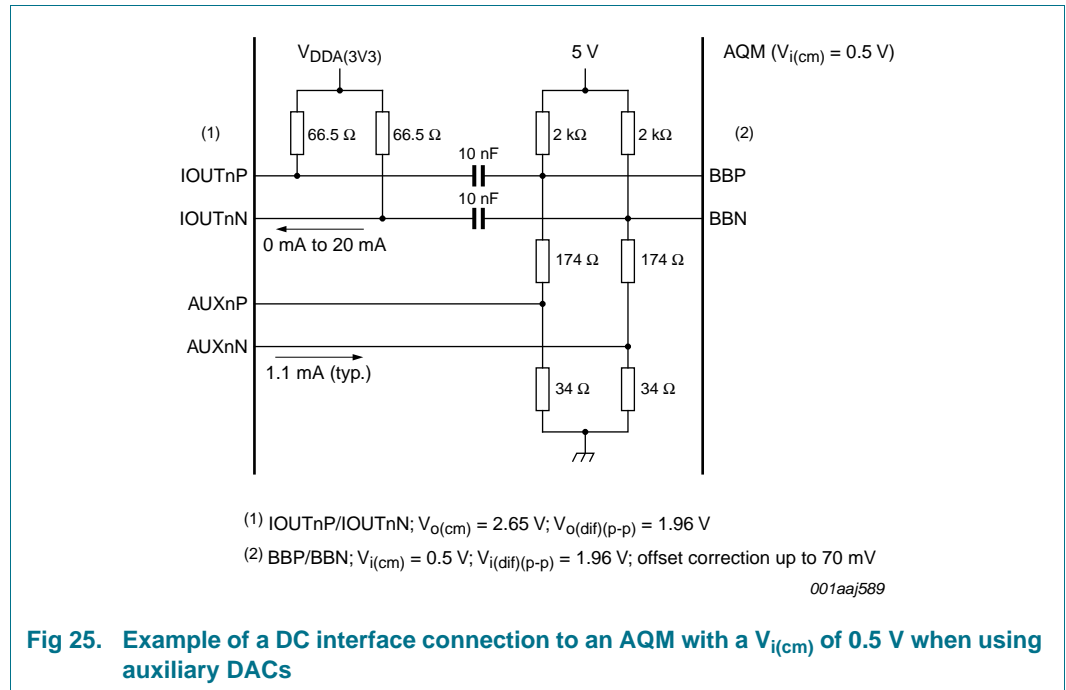 V_DDA(3V3)
5 V
AQM (V_i(cm) = 0.5 V)
(1)
66.5 Ω
66.5 Ω
2 kΩ
2 kΩ
(2)
10 nF
IOUTnP
BBP
10 nF
IOUTnN
BBN
0 mA to 20 mA
174 Ω
174 Ω
AUXnP
AUXnN
1.1 mA (typ.)
34 Ω
34 Ω
(1) IOUTnP/IOUTnN; V_o(cm) = 2.65 V; V_o(dif)(p-p) = 1.96 V
(2) BBP/BBN; V_i(cm) = 0.5 V; V_i(dif)(p-p) = 1.96 V; offset correction up to 70 mV
001aaj589
Fig 25. Example of a DC interface connection to an AQM with a V_i(cm) of 0.5 V when using
auxiliary DACs